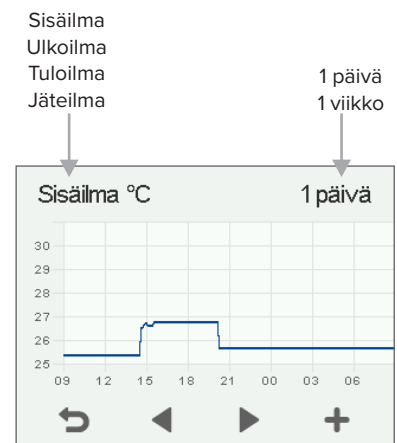 Sisäilma
Ulkoilma
Tuloilma
Jäteilma
1 päivä
1 viikko
Sisäilma °C 1 päivä
30
29
28
27
26
25
09 12 15 18 21 00 03 06